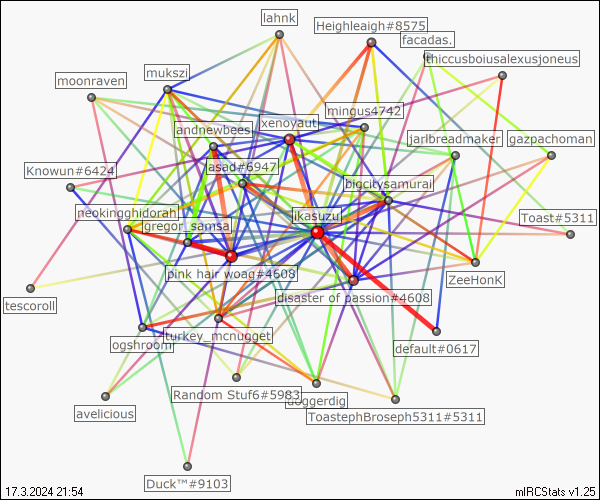 lahnk
Heighleaigh#8575
facadas.
thiccusboiusalexusjoneus
mukszi
moonraven
mingus4742
xenoyaut
andnewbees
jarlbreadmaker
gazpachoman
asad#6947
Knowun#6424
bigcitysamurai
neokingghidorah
ikasuzu
Toast#5311
gregor_samsa
pink hair woag#4608
ZeeHonK
disaster of passion#4608
tescoroll
turkey_mcnugget
ogshroom
default#0617
Random Stuf6#5983
doggerdig
avelicious
ToastephBroseph5311#5311
Duck™#9103
17.3.2024 21:54
mIRCStats v1.25